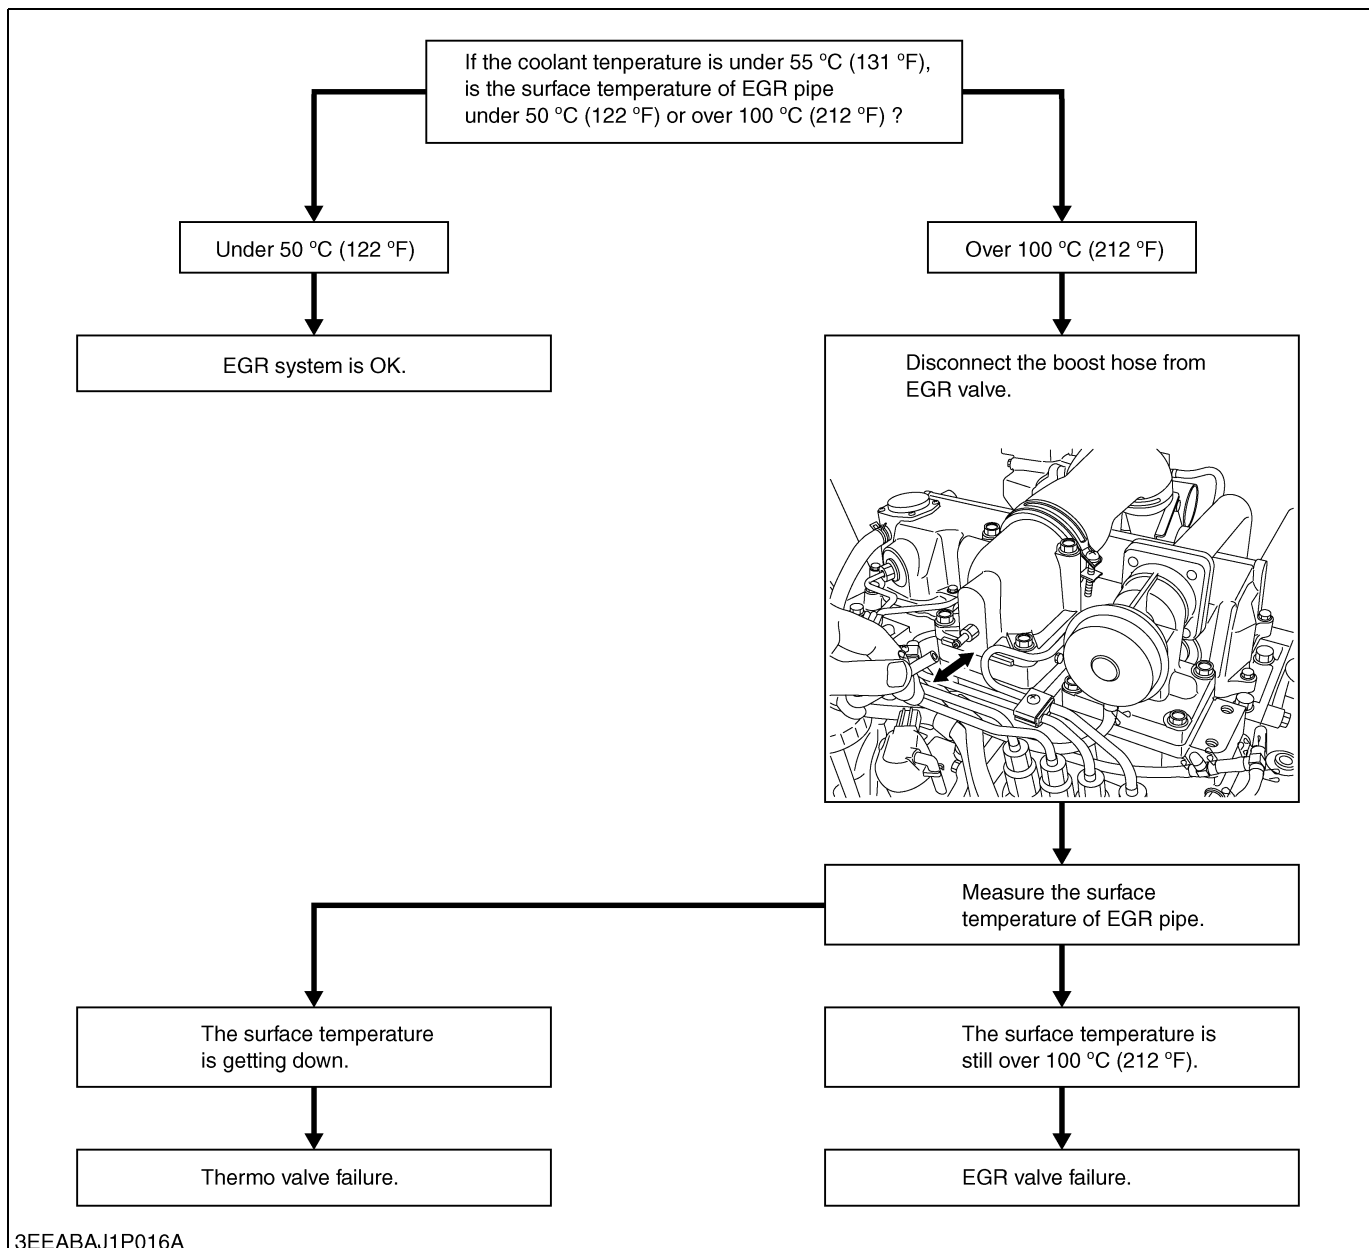 If the coolant tenperature is under 55 °C (131 °F),
is the surface temperature of EGR pipe
under 50 °C (122 °F) or over 100 °C (212 °F) ?
Under 50 °C (122 °F)
Over 100 °C (212 °F)
EGR system is OK.
Disconnect the boost hose from
EGR valve.
Measure the surface
temperature of EGR pipe.
The surface temperature
is getting down.
The surface temperature is
still over 100 °C (212 °F).
Thermo valve failure.
EGR valve failure.
3EEABAJ1P016A